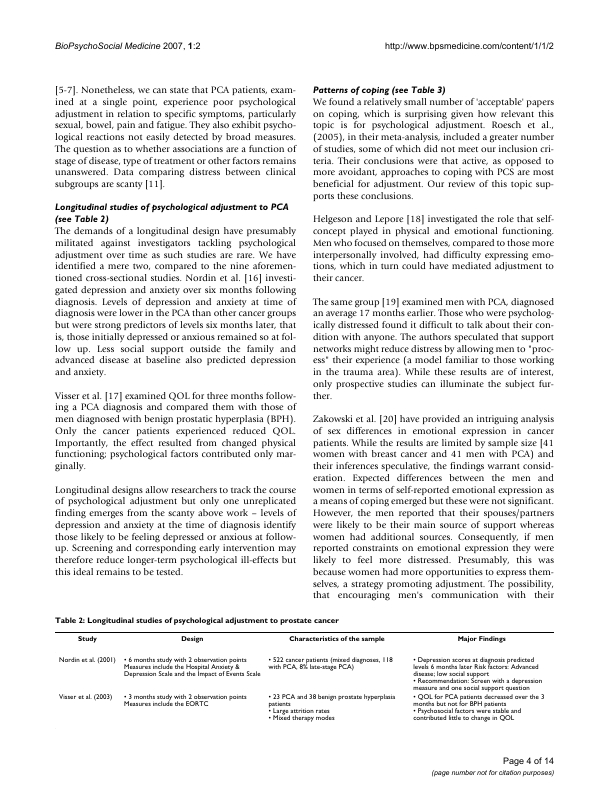 BioPsychoSocial Medicine 2007, 1:2
http://www.bpsmedicine.com/content/1/1/2
[5-7]. Nonetheless, we can state that PCA patients, exam-
ined at a single point, experience poor psychological
adjustment in relation to specific symptoms, particularly
sexual, bowel, pain and fatigue. They also exhibit psycho-
logical reactions not easily detected by broad measures.
The question as to whether associations are a function of
stage of disease, type of treatment or other factors remains
unanswered. Data comparing distress between clinical
subgroups are scanty [11].
Longitudinal studies of psychological adjustment to PCA
(see Table 2)
The demands of a longitudinal design have presumably
militated against investigators tackling psychological
adjustment over time as such studies are rare. We have
identified a mere two, compared to the nine aforemen-
tioned cross-sectional studies. Nordin et al. [16] investi-
gated depression and anxiety over six months following
diagnosis. Levels of depression and anxiety at time of
diagnosis were lower in the PCA than other cancer groups
but were strong predictors of levels six months later, that
is, those initially depressed or anxious remained so at fol-
low up. Less social support outside the family and
advanced disease at baseline also predicted depression
and anxiety.
Visser et al. [17] examined QOL for three months follow-
ing a PCA diagnosis and compared them with those of
men diagnosed with benign prostatic hyperplasia (BPH).
Only the cancer patients experienced reduced QOL.
Importantly, the effect resulted from changed physical
functioning; psychological factors contributed only mar-
ginally.
Longitudinal designs allow researchers to track the course
of psychological adjustment but only one unreplicated
finding emerges from the scanty above work – levels of
depression and anxiety at the time of diagnosis identify
those likely to be feeling depressed or anxious at follow-
up. Screening and corresponding early intervention may
therefore reduce longer-term psychological ill-effects but
this ideal remains to be tested.
Patterns of coping (see Table 3)
We found a relatively small number of 'acceptable' papers
on coping, which is surprising given how relevant this
topic is for psychological adjustment. Roesch et al.,
(2005), in their meta-analysis, included a greater number
of studies, some of which did not meet our inclusion cri-
teria. Their conclusions were that active, as opposed to
more avoidant, approaches to coping with PCS are most
beneficial for adjustment. Our review of this topic sup-
ports these conclusions.
Helgeson and Lepore [18] investigated the role that self-
concept played in physical and emotional functioning.
Men who focused on themselves, compared to those more
interpersonally involved, had difficulty expressing emo-
tions, which in turn could have mediated adjustment to
their cancer.
The same group [19] examined men with PCA, diagnosed
an average 17 months earlier. Those who were psycholog-
ically distressed found it difficult to talk about their con-
dition with anyone. The authors speculated that support
networks might reduce distress by allowing men to "proc-
ess" their experience (a model familiar to those working
in the trauma area). While these results are of interest,
only prospective studies can illuminate the subject fur-
ther.
Zakowski et al. [20] have provided an intriguing analysis
of sex differences in emotional expression in cancer
patients. While the results are limited by sample size [41
women with breast cancer and 41 men with PCA) and
their inferences speculative, the findings warrant consid-
eration. Expected differences between the men and
women in terms of self-reported emotional expression as
a means of coping emerged but these were not significant.
However, the men reported that their spouses/partners
were likely to be their main source of support whereas
women had additional sources. Consequently, if men
reported constraints on emotional expression they were
likely to feel more distressed. Presumably, this was
because women had more opportunities to express them-
selves, a strategy promoting adjustment. The possibility,
that encouraging men's communication with their
Table 2: Longitudinal studies of psychological adjustment to prostate cancer
Study Design Characteristics of the sample Major Findings
Nordin et al. (2001) • 6 months study with 2 observation points • 522 cancer patients (mixed diagnoses, 118 • Depression scores at diagnosis predicted
Measures include the Hospital Anxiety & with PCA, 8% late-stage PCA) levels 6 months later Risk factors: Advanced
Depression Scale and the Impact of Events Scale disease; low social support
• Recommendation: Screen with a depression
measure and one social support question
Visser et al. (2003) • 3 months study with 2 observation points • 23 PCA and 38 benign prostate hyperplasia • QOL for PCA patients decreased over the 3
Measures include the EORTC patients months but not for BPH patients
• Large attrition rates • Psychosocial factors were stable and
• Mixed therapy modes contributed little to change in QOL
Page 4 of 14
(page number not for citation purposes)